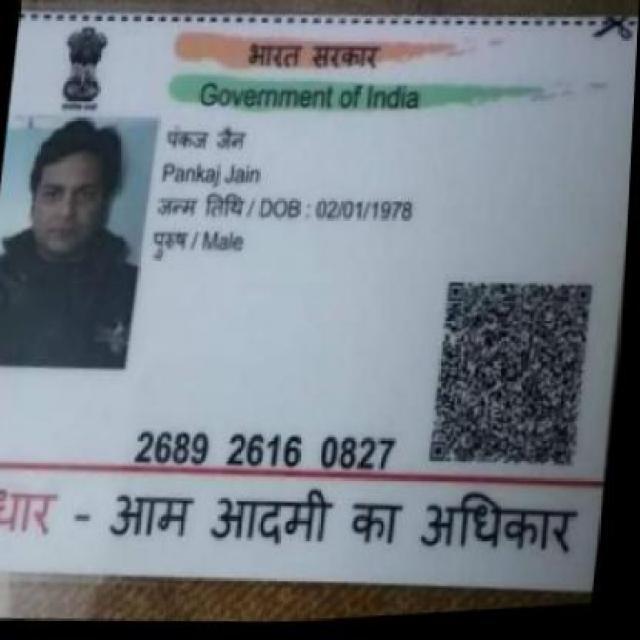 भारत सरकार
Government of India
पंकज जैन
Pankaj Jain
जन्म तिथि / DOB : 02/01/1978
पुरुष / Male
2689 2616 0827
धार - आम आदमी का अधिकार